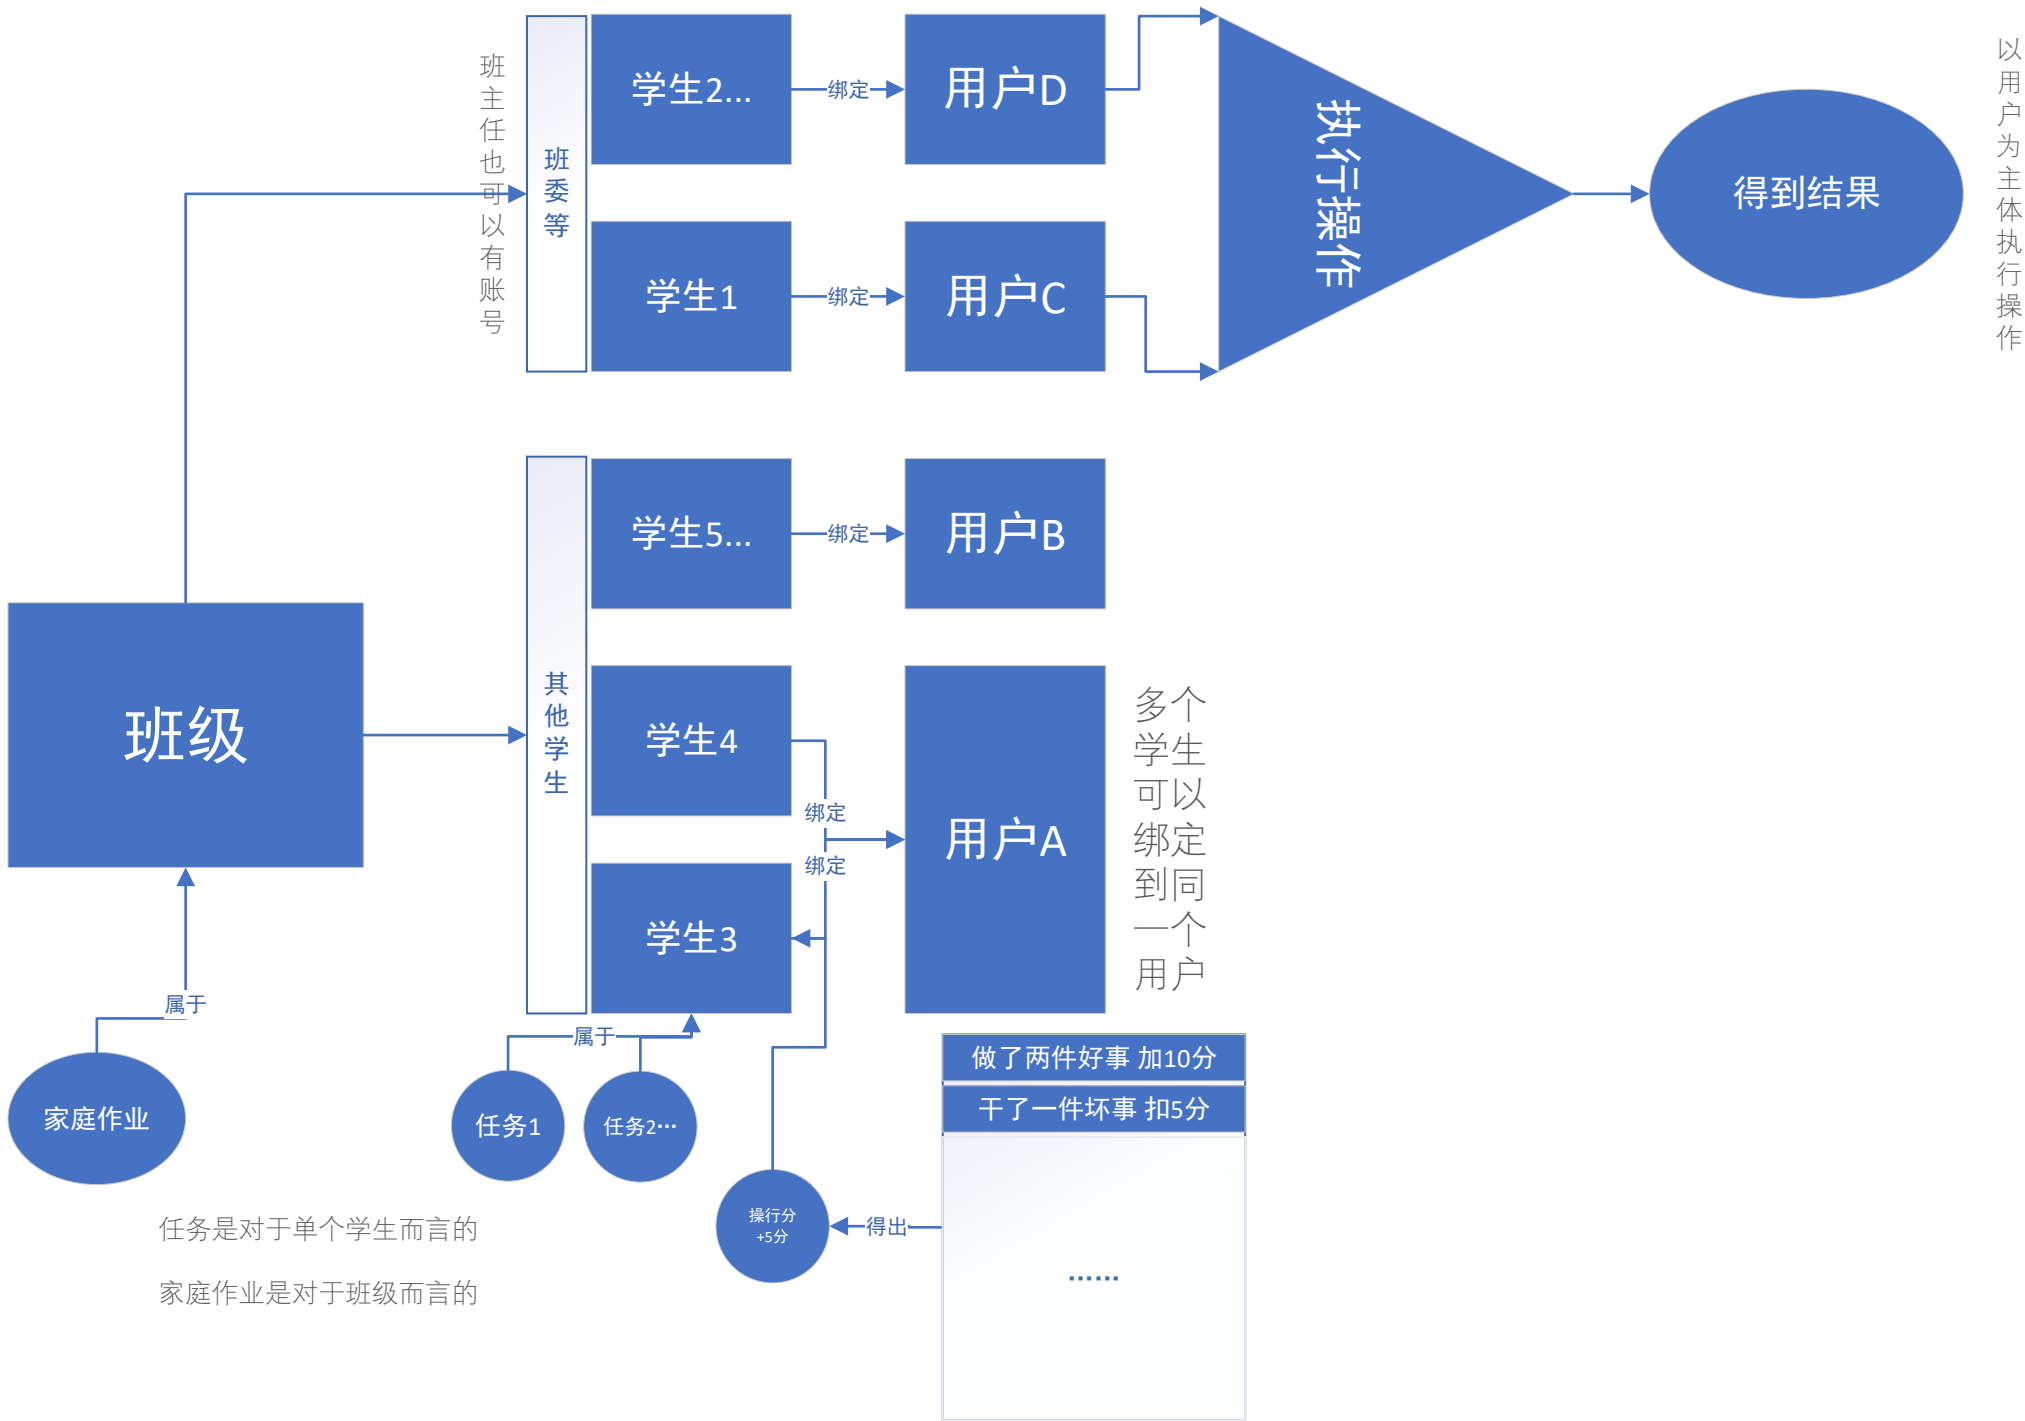 班主任也可以有账号
班委等
学生2...
绑定
用户D
执行操作
得到结果
以用户为主体执行操作
学生1
绑定
用户C
其他学生
学生5...
绑定
用户B
班级
学生4
绑定
绑定
用户A
多个
学生
可以
绑定
到同
一个
用户
学生3
属于
属于
家庭作业
任务1
任务2…
做了两件好事 加10分
干了一件坏事 扣5分
……
得出
操行分
+5分
任务是对于单个学生而言的
家庭作业是对于班级而言的